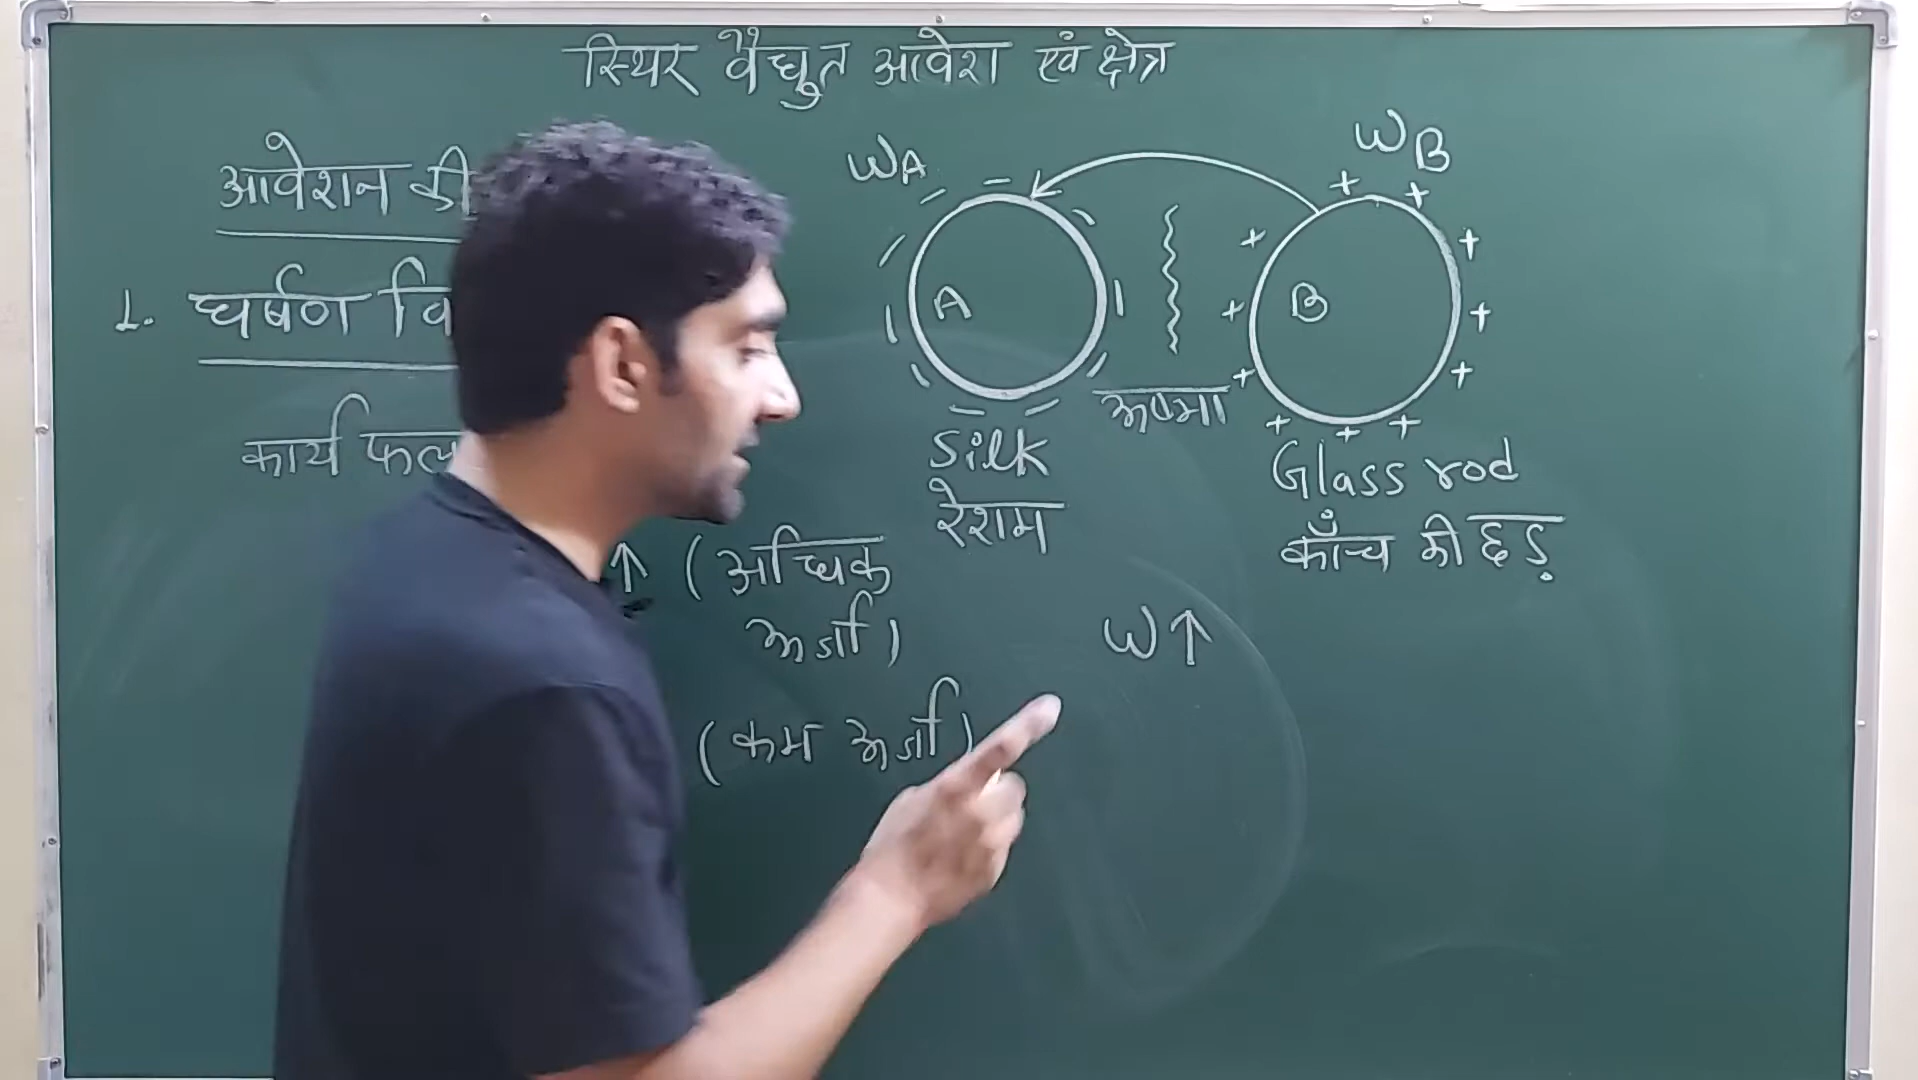 स्थिर वैद्युत आवेश एवं क्षेत्र
आवेशन की
1. घर्षण वि
कार्य फल
↑ (अधिक
ऊर्जा)
(कम ऊर्जा)
WA
WB
- - - - - - - - - -
+ + + + + + + + + + +
A
B
ऊष्मा
Silk
रेशम
Glass rod
काँच की छड़
W↑